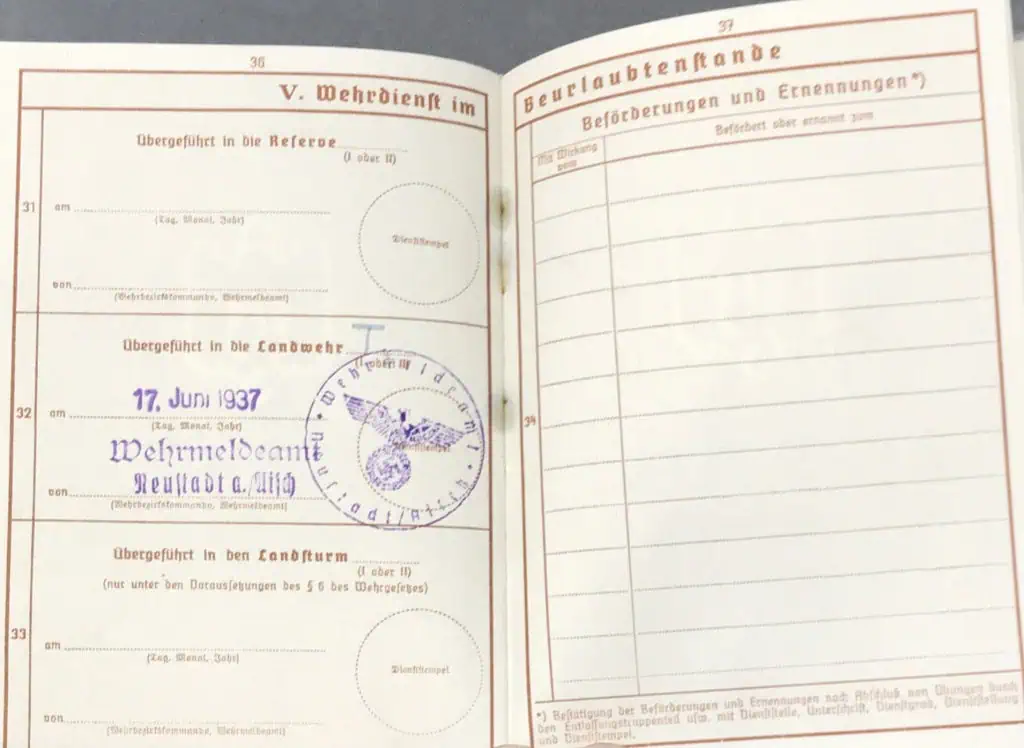 36
V. Wehrdienst im
Übergeführt in die Reserve
(I oder II)
31
am
(Tag, Monat, Jahr)
Dienststempel
von
(Wehrbezirkskommando, Wehrmeldeamt)
Übergeführt in die Landwehr I
(I oder II)
32
17. Juni 1937
am
(Tag, Monat, Jahr)
Wehrmeldeamt
Neustadt a./Aisch
von
(Wehrbezirkskommando, Wehrmeldeamt)
Dienststempel
Wehrmeldeamt
Neustadt/Aisch
Übergeführt in den Landsturm
(I oder II)
(nur unter den Voraussetzungen des § 6 des Wehrgesetzes)
33
am
(Tag, Monat, Jahr)
Dienststempel
von
(Wehrbezirkskommando, Wehrmeldeamt)
37
Beurlaubtenstande
Beförderungen und Ernennungen*)
Mit Wirkung vom
Befördert oder ernannt zum
34
*) Bestätigung der Beförderungen und Ernennungen nach Abschluß von Übungen durch
den Entlassungstruppenteil usw. mit Dienststelle, Unterschrift, Dienstgrad, Dienststellung
und Dienststempel.